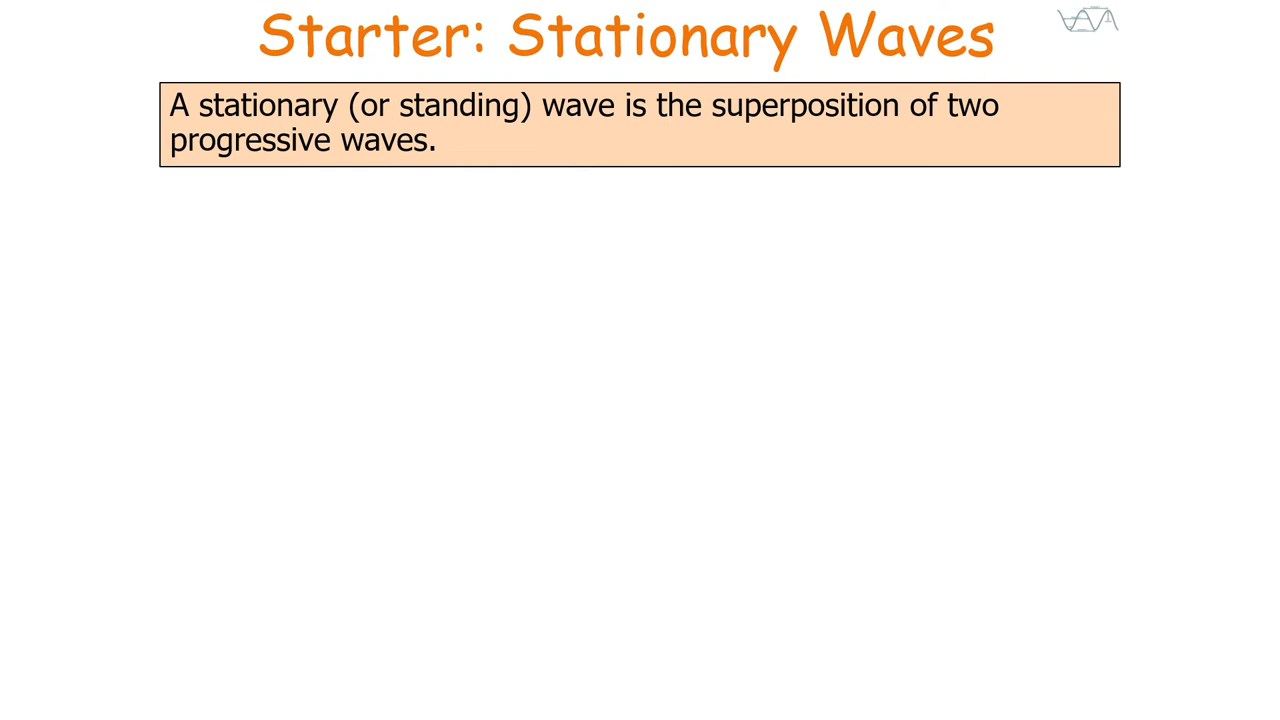 Starter: Stationary Waves
A stationary (or standing) wave is the superposition of two
progressive waves.